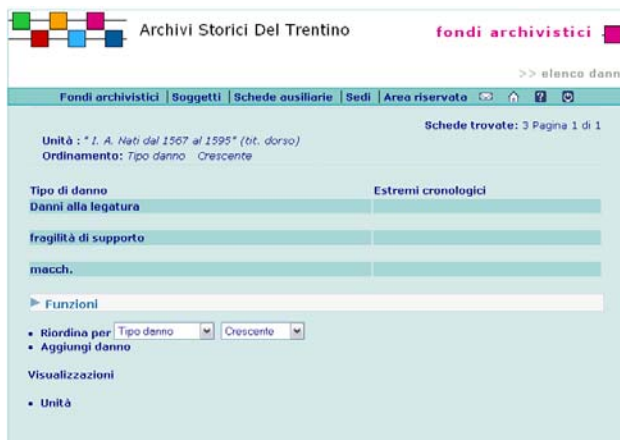 Archivi Storici Del Trentino
fondi archivistici
>> elenco dann
Fondi archivistici | Soggetti | Schede ausiliarie | Sedi | Area riservata
Schede trovate: 3 Pagina 1 di 1
Unità : " I. A. Nati dal 1567 al 1595" (tit. dorso)
Ordinamento: Tipo danno Crescente
Tipo di danno Estremi cronologici
Danni alla legatura
fragilità di supporto
macch.
Funzioni
• Riordina per Tipo danno Crescente
• Aggiungi danno
Visualizzazioni
• Unità